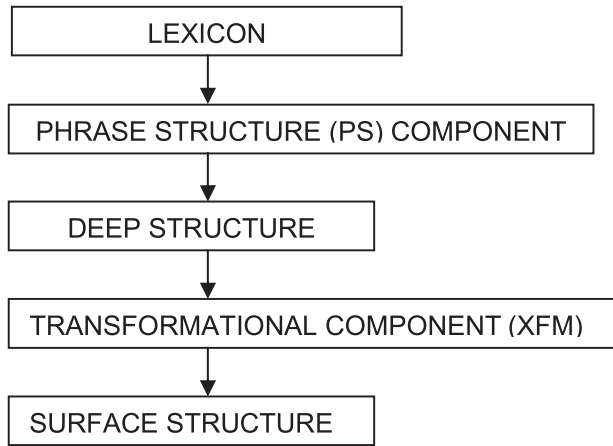 LEXICON
PHRASE STRUCTURE (PS) COMPONENT
DEEP STRUCTURE
TRANSFORMATIONAL COMPONENT (XFM)
SURFACE STRUCTURE